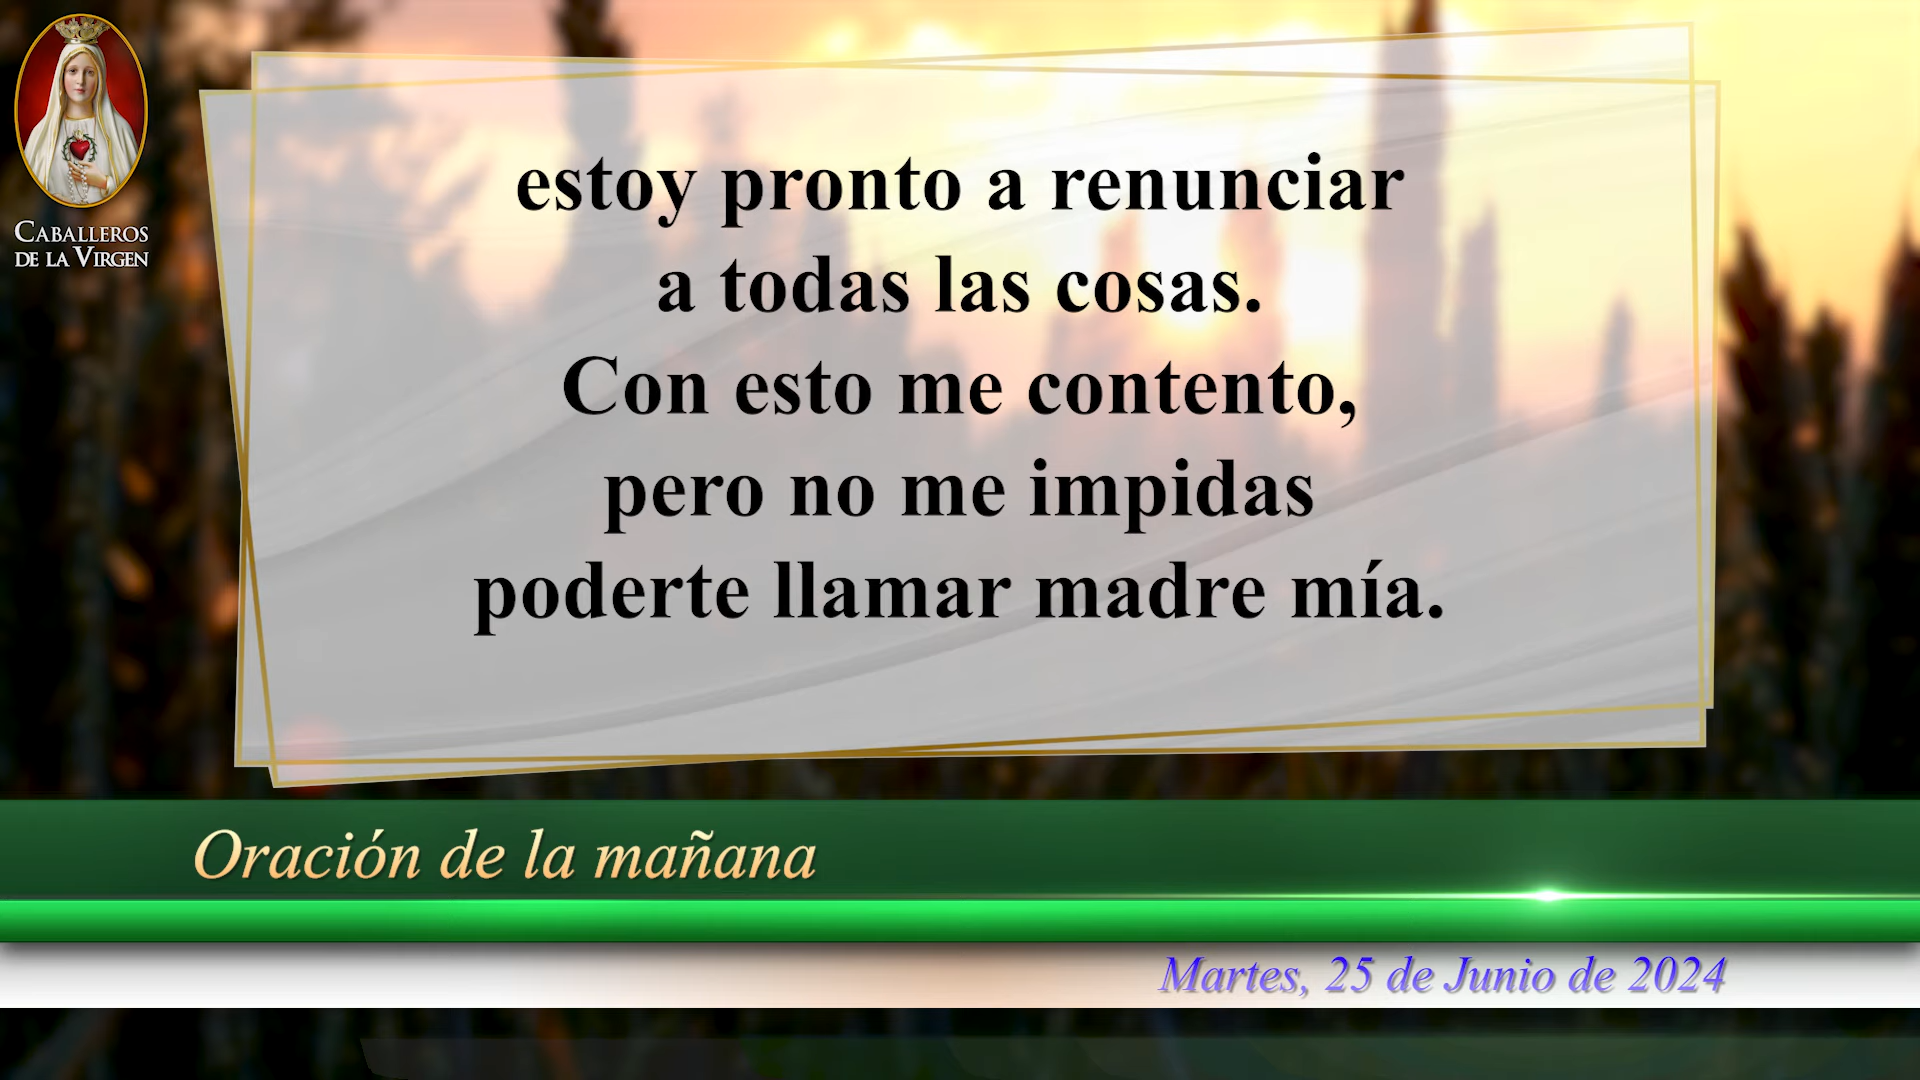 CABALLEROS
DE LA VIRGEN
estoy pronto a renunciar
a todas las cosas.
Con esto me contento,
pero no me impidas
poderte llamar madre mía.
Oración de la mañana
Martes, 25 de Junio de 2024